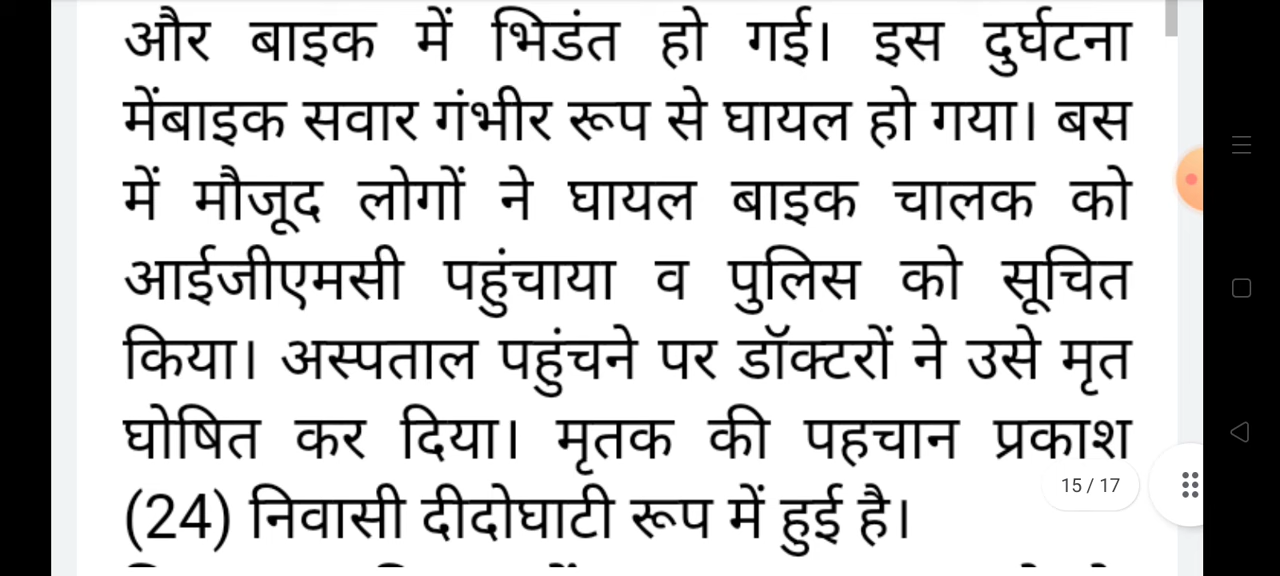 और बाइक में भिडंत हो गई। इस दुर्घटना
मेंबाइक सवार गंभीर रूप से घायल हो गया। बस
में मौजूद लोगों ने घायल बाइक चालक को
आईजीएमसी पहुंचाया व पुलिस को सूचित
किया। अस्पताल पहुंचने पर डॉक्टरों ने उसे मृत
घोषित कर दिया। मृतक की पहचान प्रकाश
15 / 17
(24) निवासी दीदोघाटी रूप में हुई है।